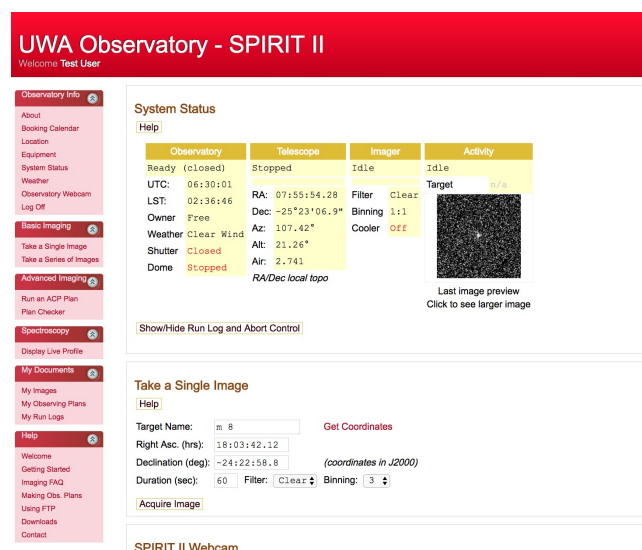 UWA Observatory - SPIRIT II
Welcome Test User
Observatory Info
About
Booking Calendar
Location
Equipment
System Status
Weather
Observatory Webcam
Log Off
Basic Imaging
Take a Single Image
Take a Series of Images
Advanced Imaging
Run an ACP Plan
Plan Checker
Spectroscopy
Display Live Profile
My Documents
My Images
My Observing Plans
My Run Logs
Help
Welcome
Getting Started
Imaging FAQ
Making Obs. Plans
Using FTP
Downloads
Contact
System Status
Help
Observatory Telescope Imager Activity
Ready (closed) Stopped Idle Idle
UTC: 06:30:01
LST: 02:36:46
Owner Free
Weather Clear Wind
Shutter Closed
Dome Stopped
RA: 07:55:54.28
Dec: -25°23'06.9"
Az: 107.42°
Alt: 21.26°
Air: 2.741
RA/Dec local topo
Filter Clear
Binning 1:1
Cooler Off
Target n/a
Last image preview
Click to see larger image
Show/Hide Run Log and Abort Control
Take a Single Image
Help
Target Name: m 8 Get Coordinates
Right Asc. (hrs): 18:03:42.12
Declination (deg): -24:22:58.8 (coordinates in J2000)
Duration (sec): 60 Filter: Clear Binning: 3
Acquire Image
SPIRIT II Webcam